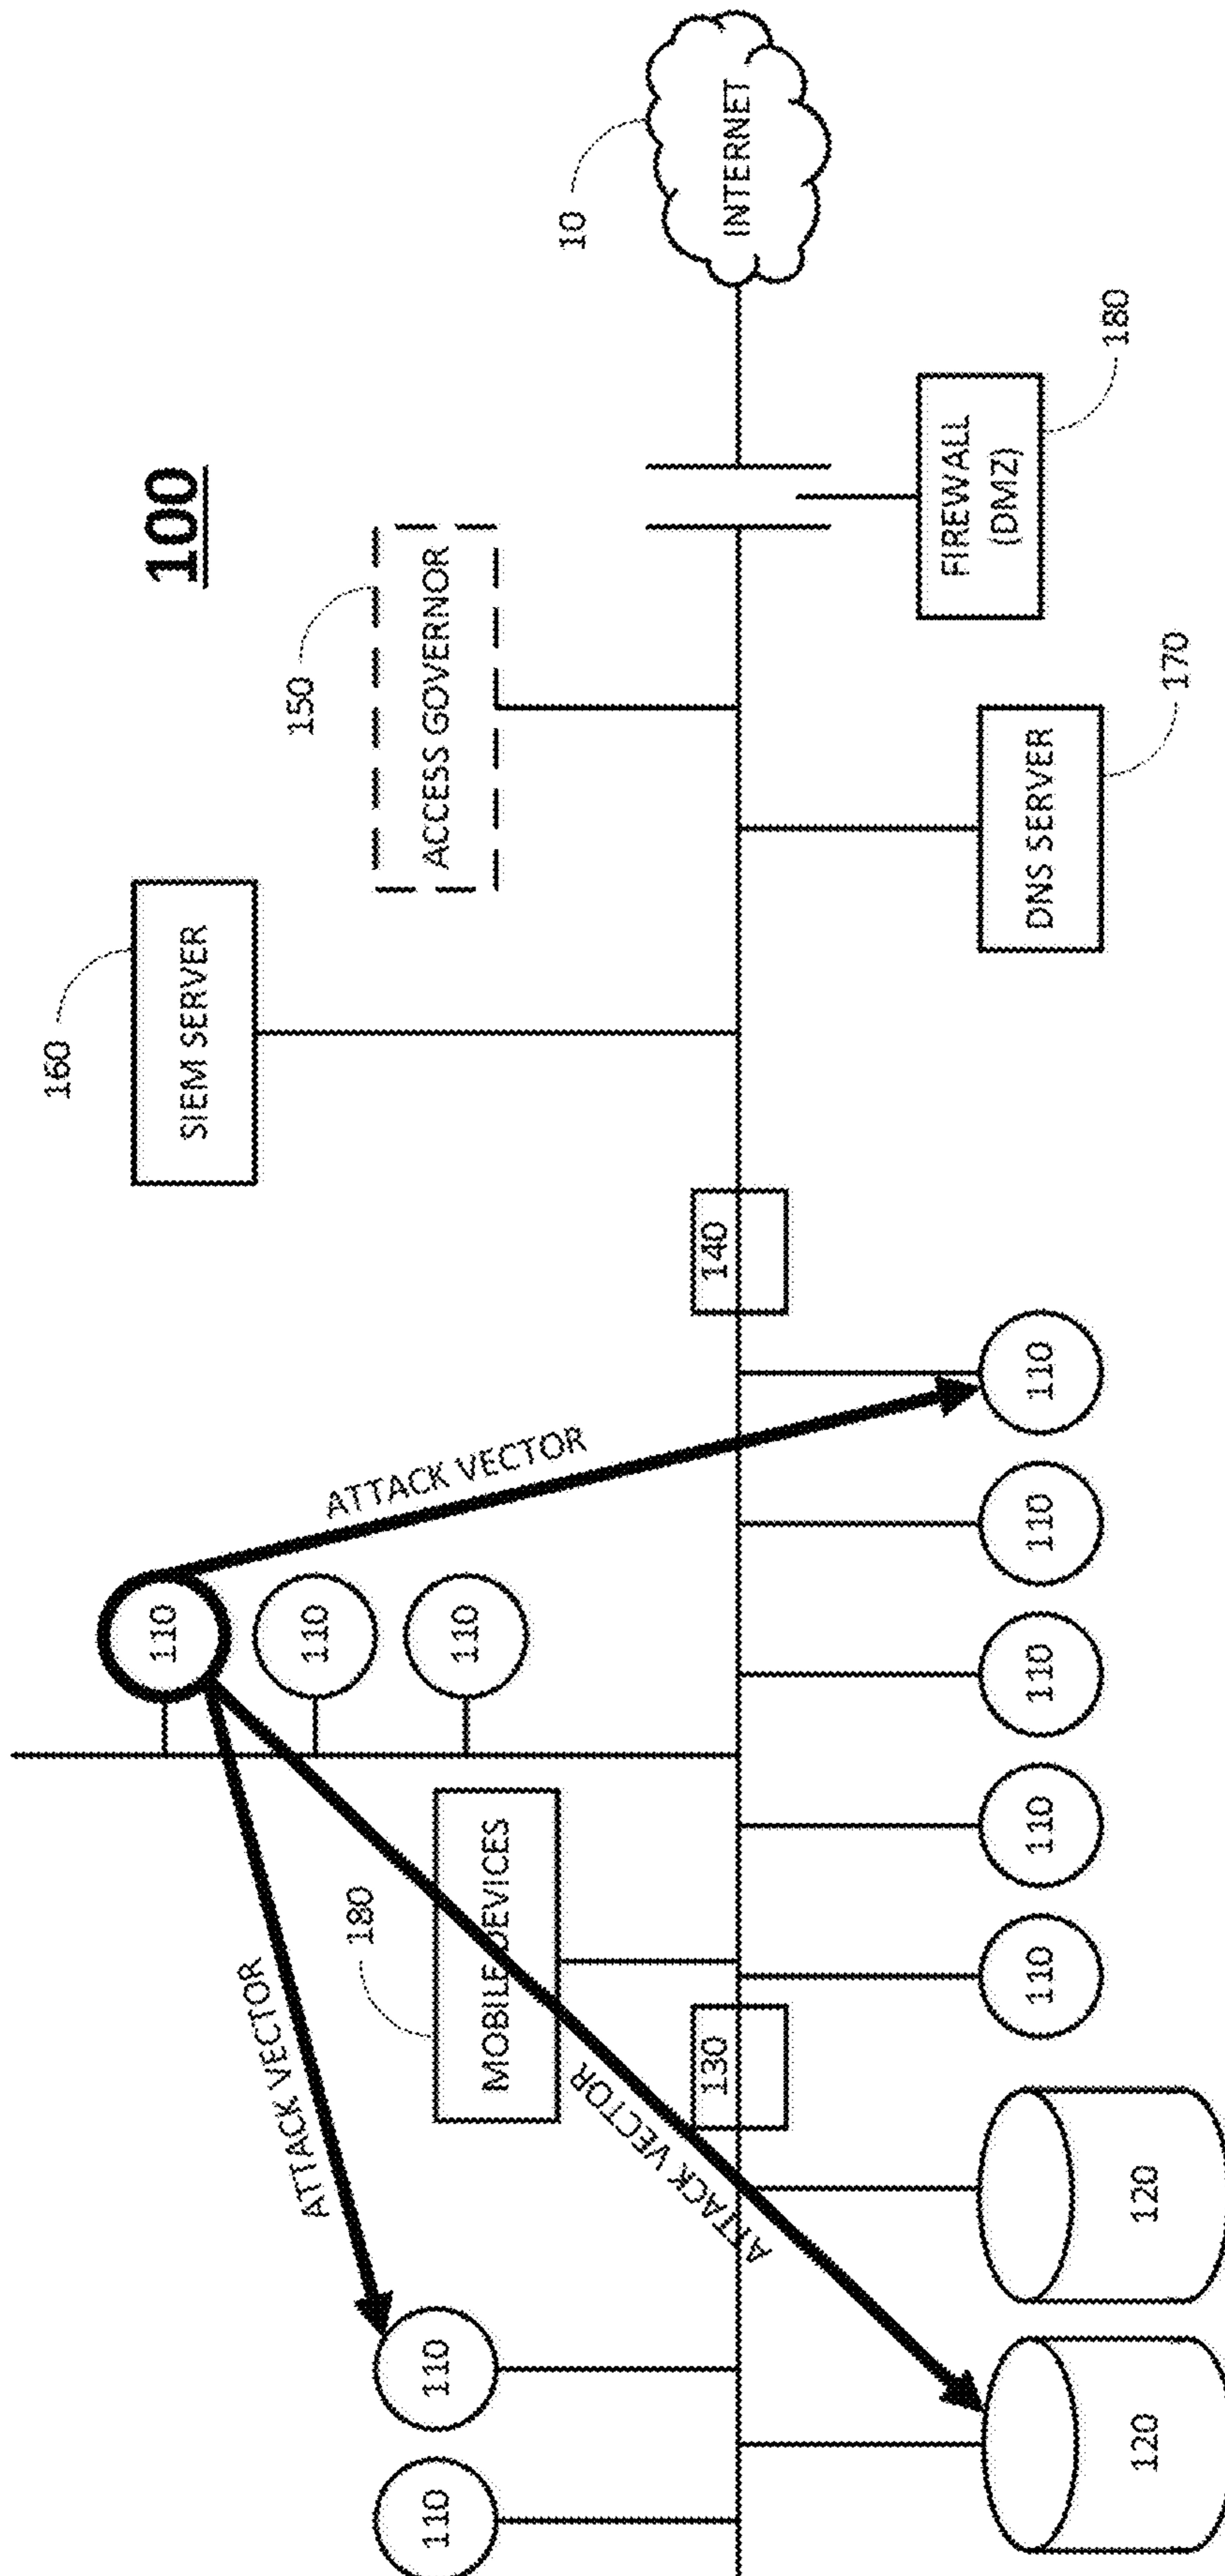 100
160
SIEM SERVER
150
ACCESS GOVERNOR
10
INTERNET
110
110
110
ATTACK VECTOR
ATTACK VECTOR
ATTACK VECTOR
180
MOBILE DEVICES
110
110
130
140
120
120
110
110
110
110
110
DNS SERVER
170
FIREWALL
(DMZ)
180